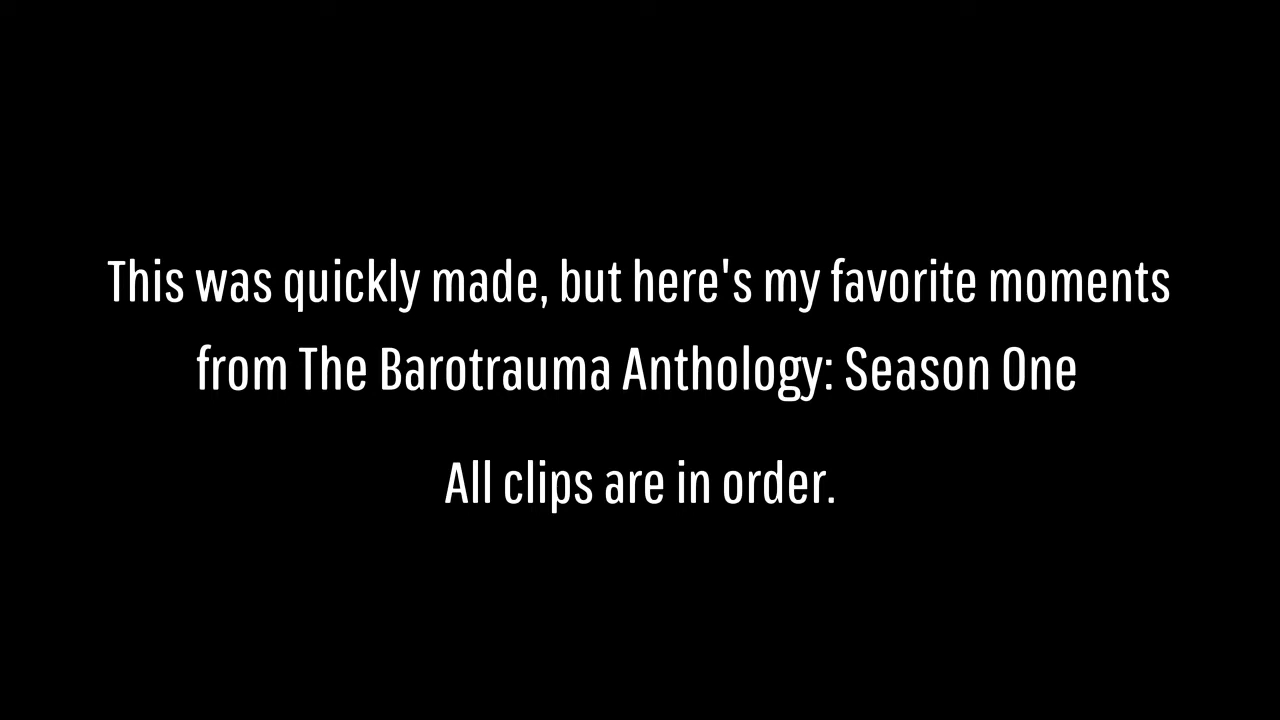 This was quickly made, but here's my favorite moments
from The Barotrauma Anthology: Season One
All clips are in order.